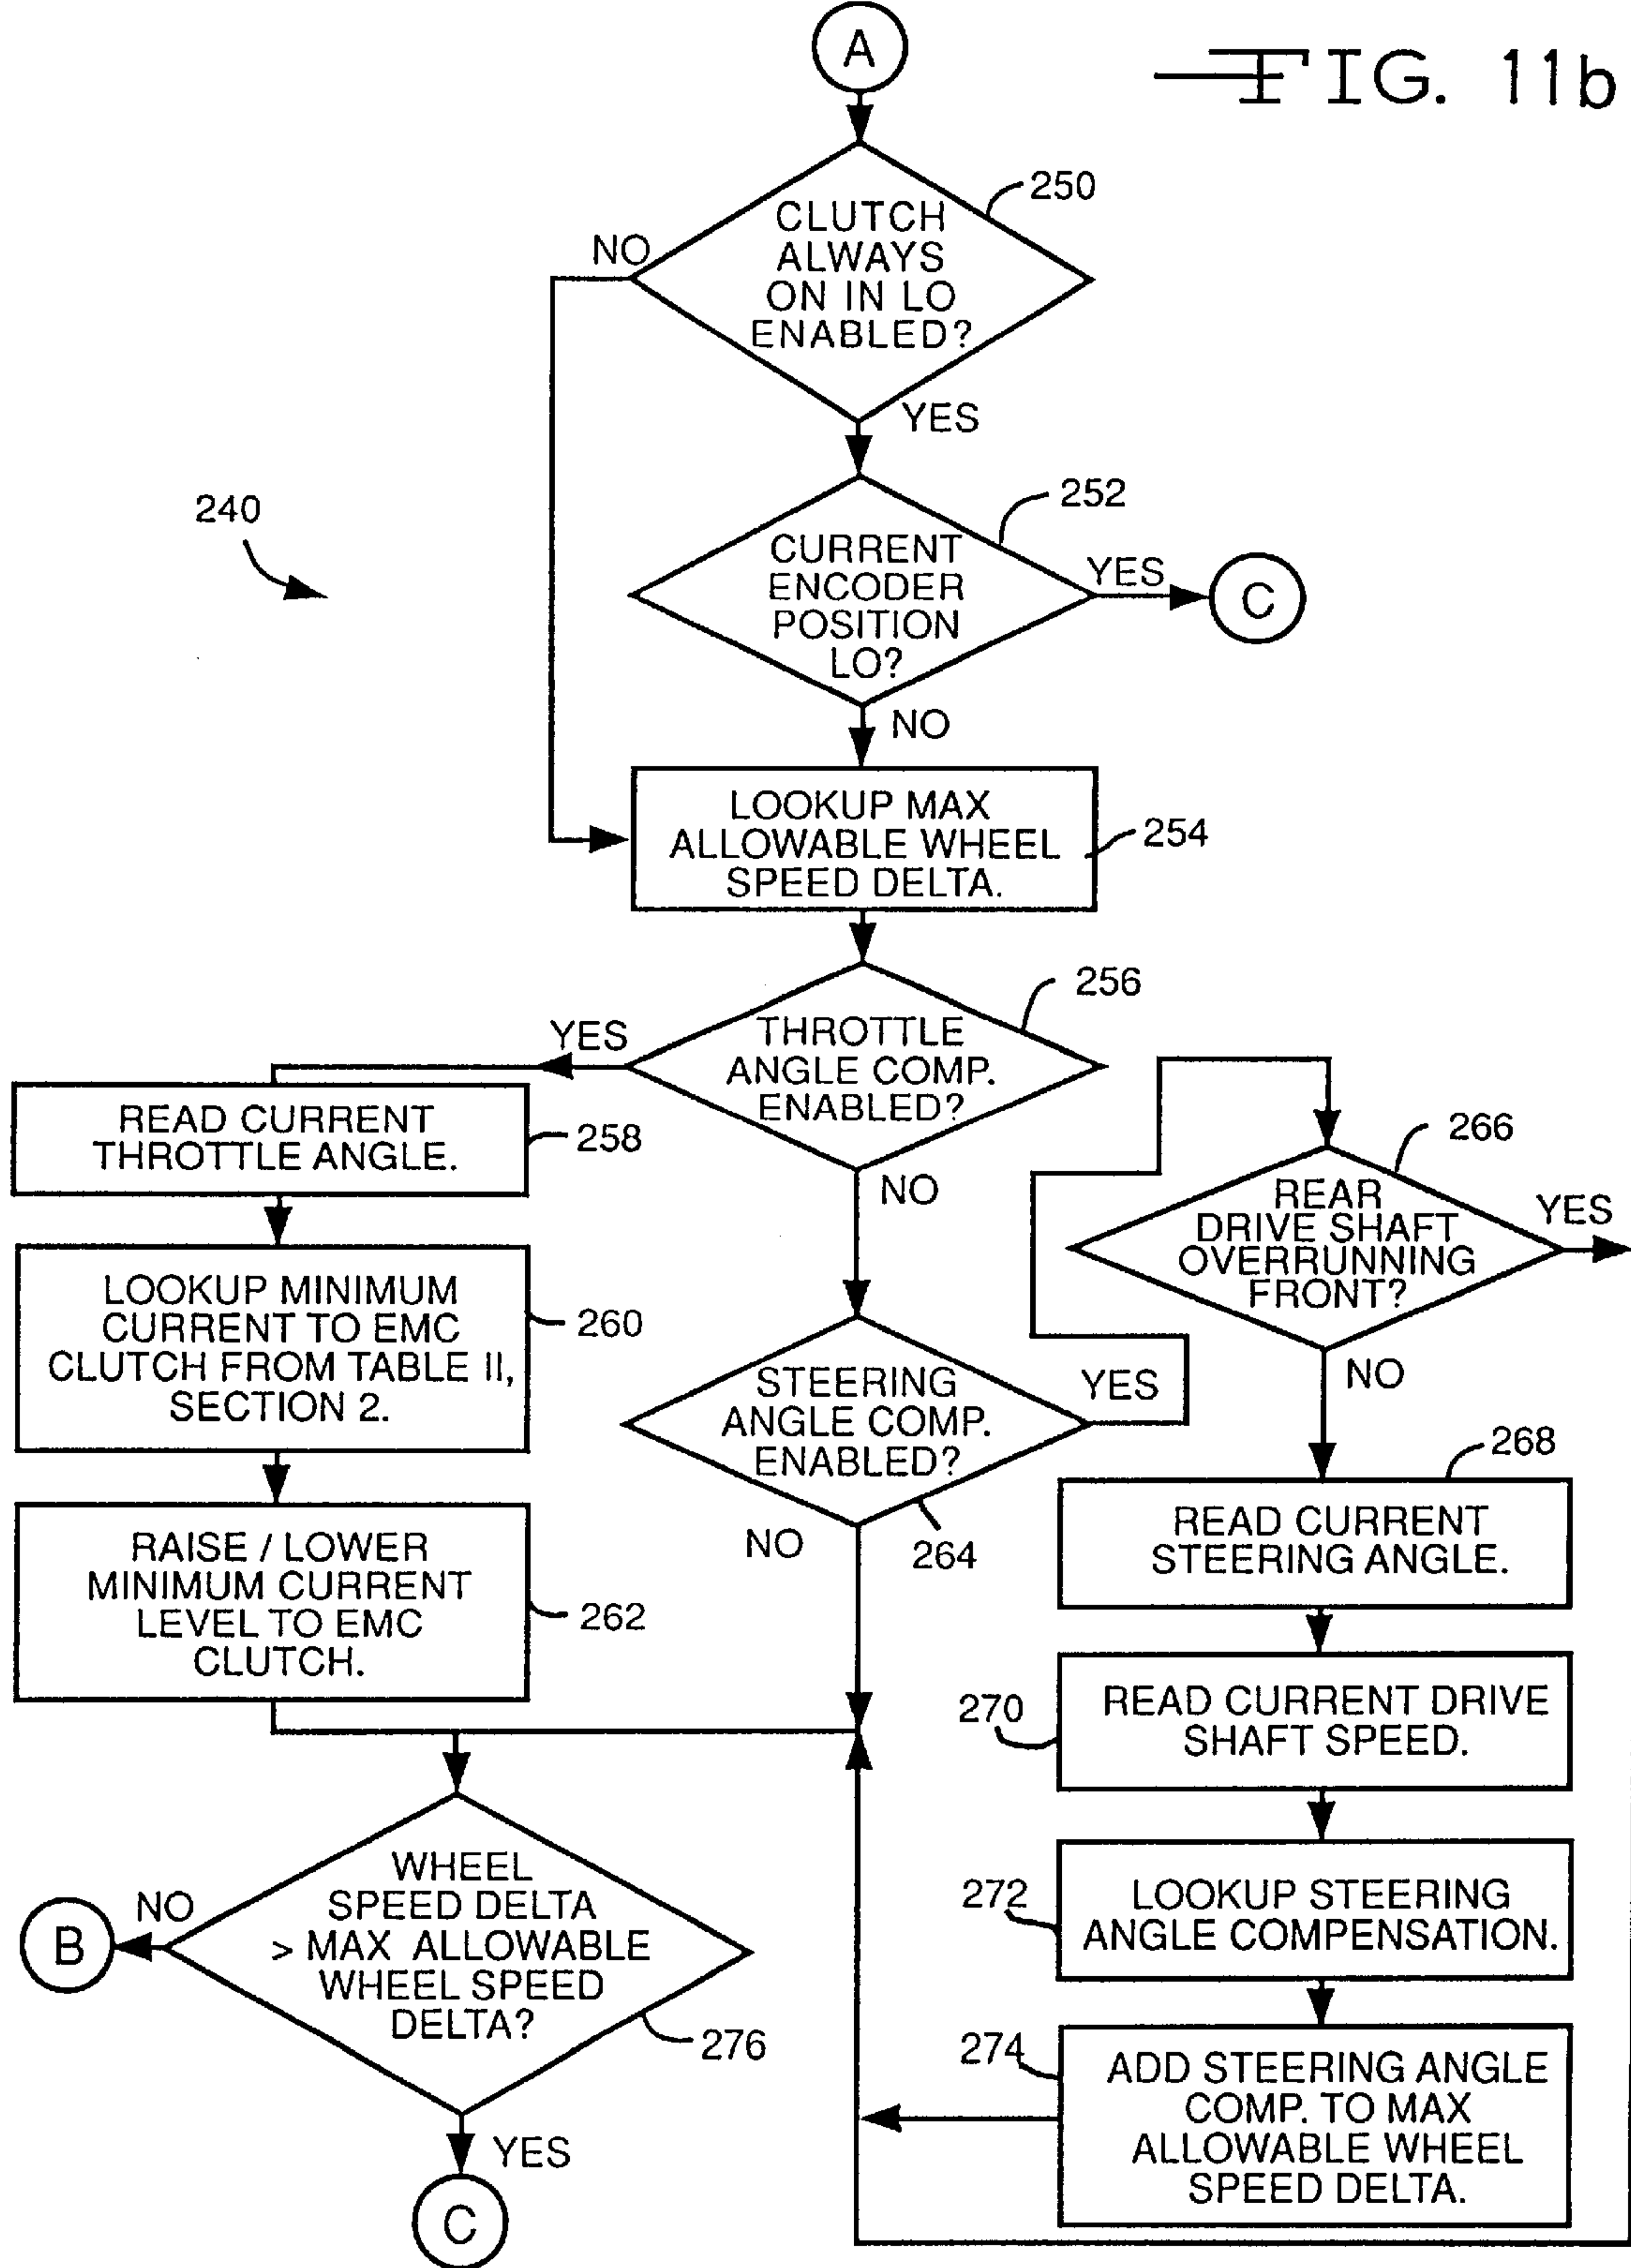 A
FIG. 11b
250
CLUTCH
ALWAYS
ON IN LO
ENABLED?
NO
YES
240
252
CURRENT
ENCODER
POSITION
LO?
YES
C
NO
LOOKUP MAX
ALLOWABLE WHEEL
SPEED DELTA.
254
256
THROTTLE
ANGLE COMP.
ENABLED?
YES
NO
READ CURRENT
THROTTLE ANGLE.
258
LOOKUP MINIMUM
CURRENT TO EMC
CLUTCH FROM TABLE II,
SECTION 2.
260
RAISE / LOWER
MINIMUM CURRENT
LEVEL TO EMC
CLUTCH.
262
STEERING
ANGLE COMP.
ENABLED?
YES
NO
264
266
REAR
DRIVE SHAFT
OVERRUNNING
FRONT?
YES
NO
268
READ CURRENT
STEERING ANGLE.
270
READ CURRENT DRIVE
SHAFT SPEED.
272
LOOKUP STEERING
ANGLE COMPENSATION.
274
ADD STEERING ANGLE
COMP. TO MAX
ALLOWABLE WHEEL
SPEED DELTA.
WHEEL
SPEED DELTA
> MAX ALLOWABLE
WHEEL SPEED
DELTA?
NO
B
276
YES
C